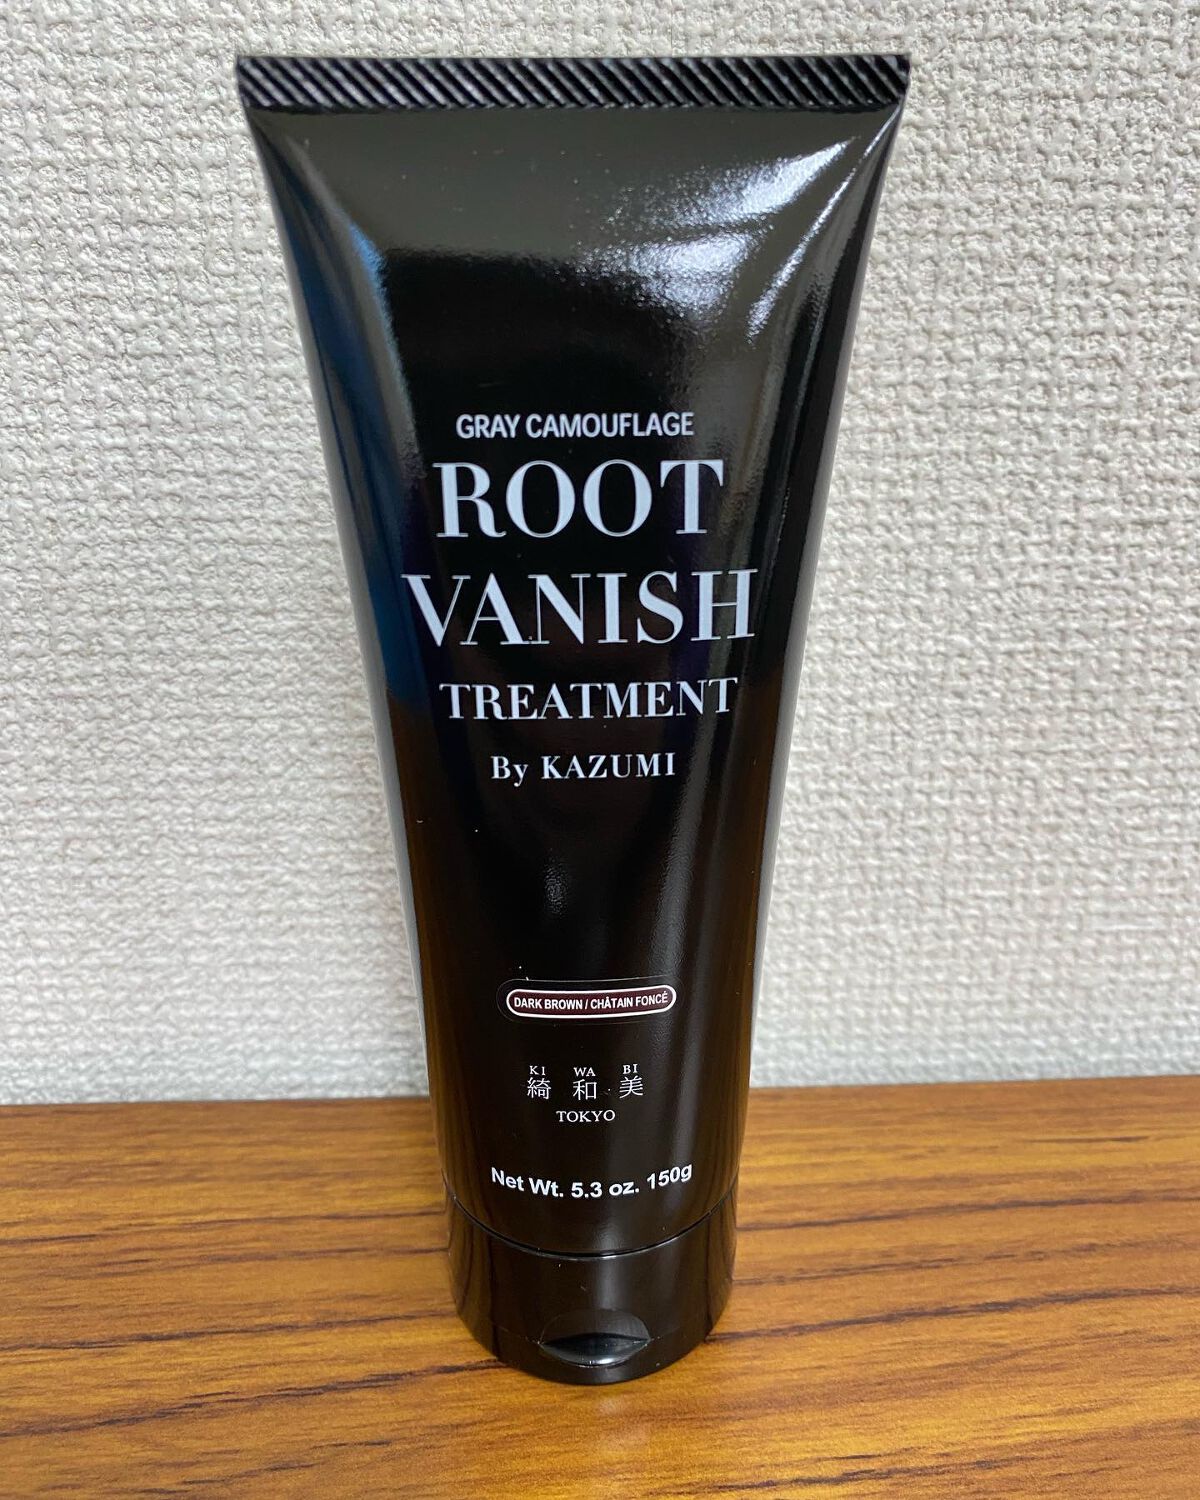 GRAY CAMOUFLAGE
ROOT
VANISH
TREATMENT
By KAZUMI
DARK BROWN / CHÂTAIN FONCÉ
KI WA BI
綺和美
TOKYO
Net Wt. 5.3 oz. 150g